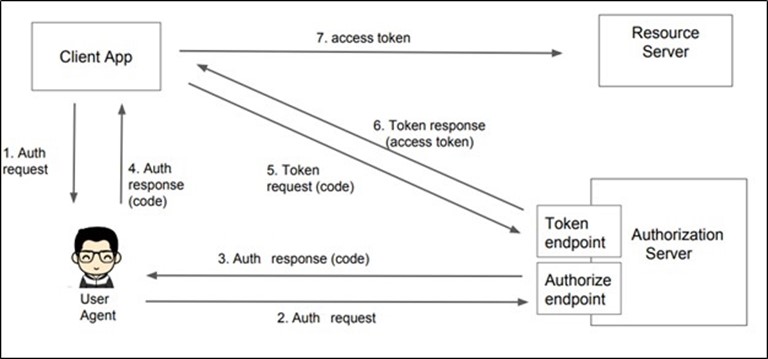 Client App
7. access token
Resource
Server
6. Token response
(access token)
1. Auth
request
4. Auth
response
(code)
5. Token
request (code)
Token
endpoint
Authorization
Server
3. Auth response (code)
Authorize
endpoint
User
Agent
2. Auth request